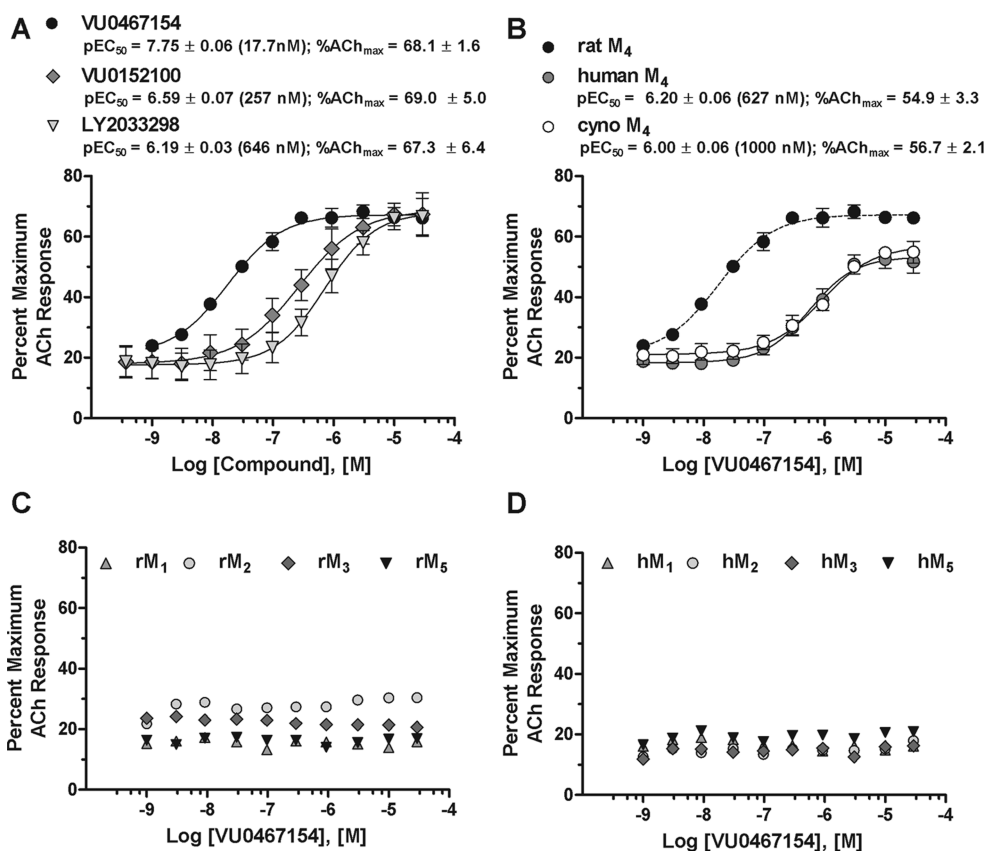 A
VU0467154
pEC50 = 7.75 ± 0.06 (17.7nM); %AChmax = 68.1 ± 1.6
VU0152100
pEC50 = 6.59 ± 0.07 (257 nM); %AChmax = 69.0 ± 5.0
LY2033298
pEC50 = 6.19 ± 0.03 (646 nM); %AChmax = 67.3 ± 6.4
80
60
40
20
0
Percent Maximum
ACh Response
-9 -8 -7 -6 -5 -4
Log [Compound], [M]
B
rat M4
human M4
pEC50 = 6.20 ± 0.06 (627 nM); %AChmax = 54.9 ± 3.3
cyno M4
pEC50 = 6.00 ± 0.06 (1000 nM); %AChmax = 56.7 ± 2.1
80
60
40
20
0
Percent Maximum
ACh Response
-9 -8 -7 -6 -5 -4
Log [VU0467154], [M]
C
rM1 rM2 rM3 rM5
80
60
40
20
0
Percent Maximum
ACh Response
-9 -8 -7 -6 -5 -4
Log [VU0467154], [M]
D
hM1 hM2 hM3 hM5
80
60
40
20
0
Percent Maximum
ACh Response
-9 -8 -7 -6 -5 -4
Log [VU0467154], [M]